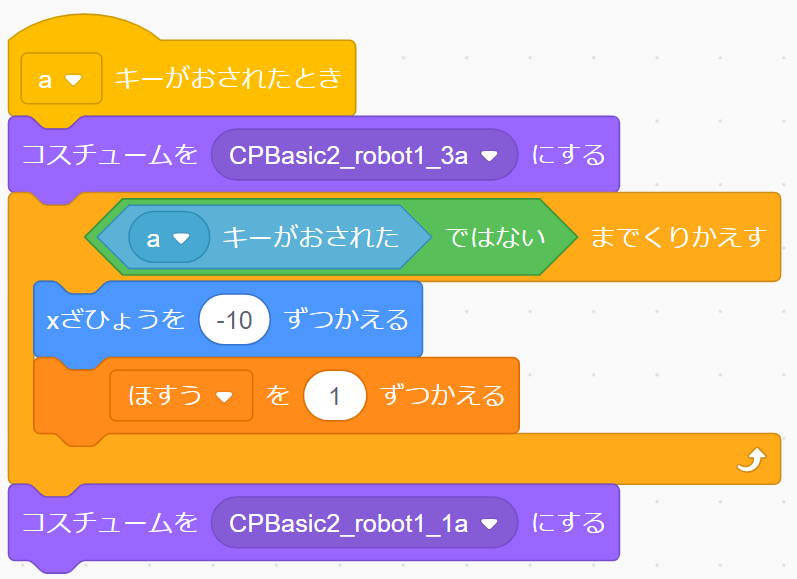 a キーがおされたとき
コスチュームを CPBasic2_robot1_3a にする
a キーがおされた ではない までくりかえす
xざひょうを -10 ずつかえる
ほすう を 1 ずつかえる
コスチュームを CPBasic2_robot1_1a にする